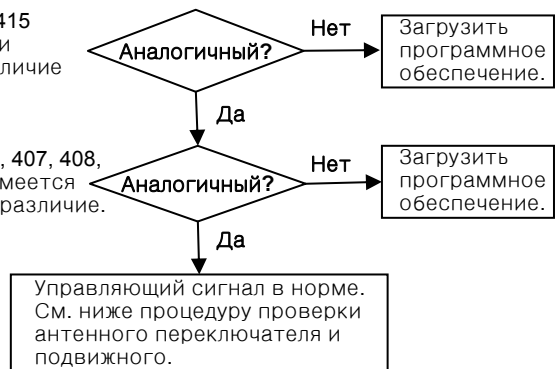 415
и
личие
Аналогичный?
Нет
Загрузить
программное
обеспечение.
Да
, 407, 408,
меется
различие.
Аналогичный?
Нет
Загрузить
программное
обеспечение.
Да
Управляющий сигнал в норме.
См. ниже процедуру проверки
антенного переключателя и
подвижного.